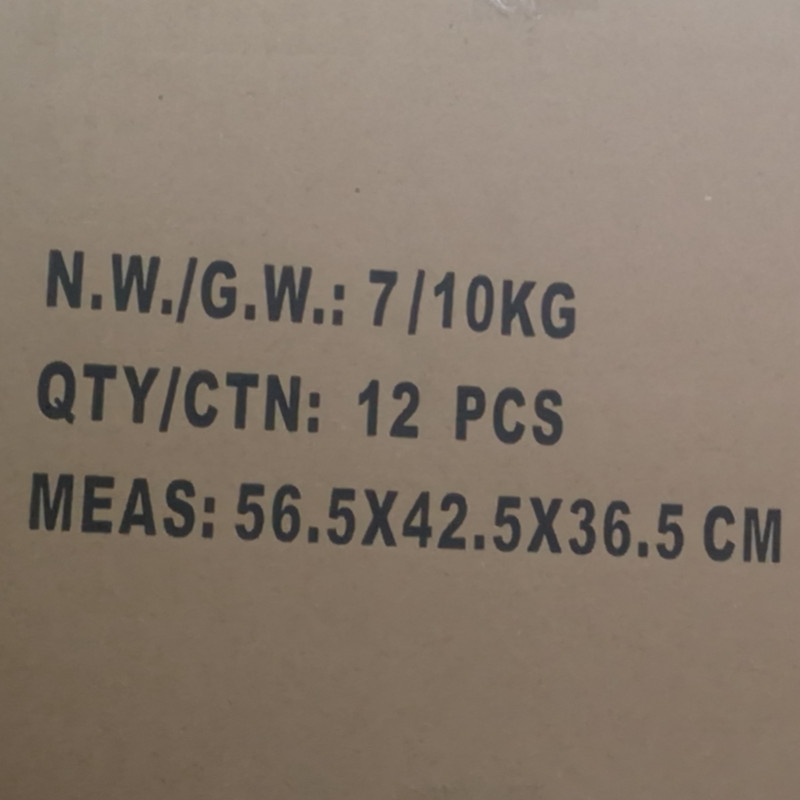 N.W./G.W.: 7/10KG
QTY/CTN: 12 PCS
MEAS: 56.5X42.5X36.5 CM